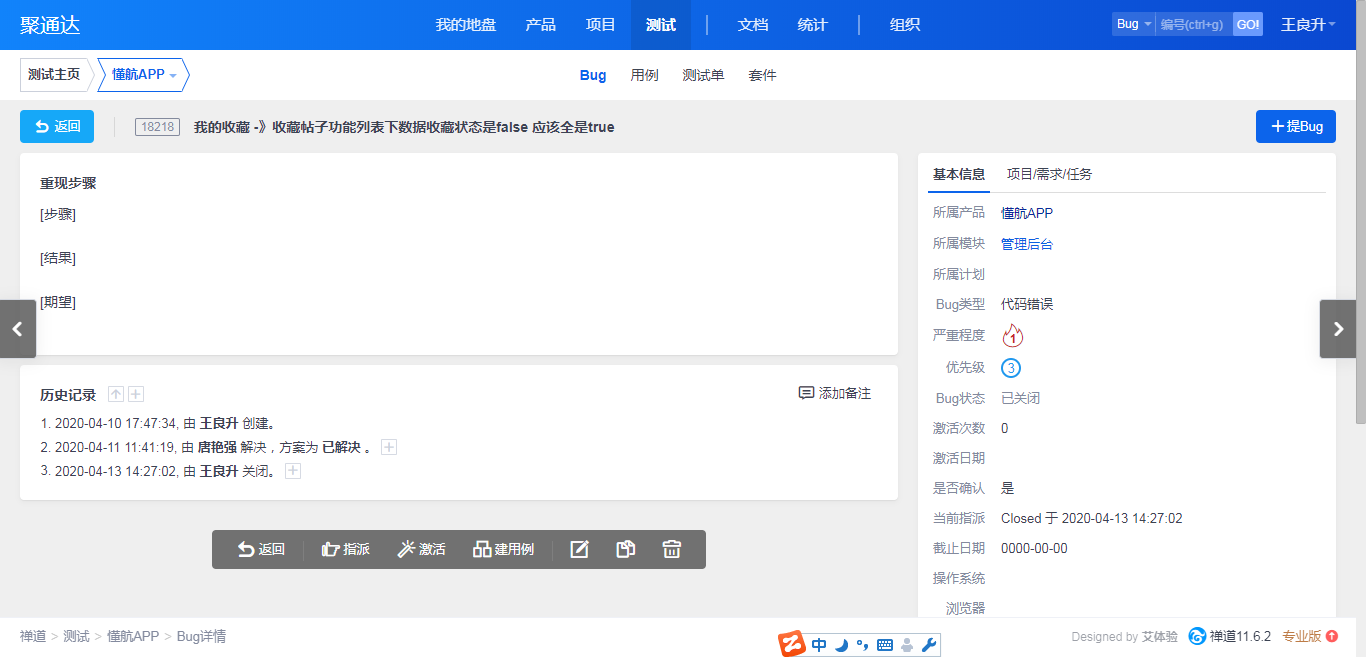 聚通达 我的地盘 产品 项目 测试 文档 统计 组织 Bug 编号(ctrl+g) GO! 王良升
测试主页 懂航APP Bug 用例 测试单 套件
返回 18218 我的收藏 -》收藏帖子功能列表下数据收藏状态是false 应该全是true +提Bug
重现步骤
[步骤]
[结果]
[期望]
历史记录 添加备注
1. 2020-04-10 17:47:34, 由 王良升 创建。
2. 2020-04-11 11:41:19, 由 唐艳强 解决，方案为 已解决 。
3. 2020-04-13 14:27:02, 由 王良升 关闭。
返回 指派 激活 建用例
基本信息 项目/需求/任务
所属产品 懂航APP
所属模块 管理后台
所属计划
Bug类型 代码错误
严重程度 1
优先级 3
Bug状态 已关闭
激活次数 0
激活日期
是否确认 是
当前指派 Closed 于 2020-04-13 14:27:02
截止日期 0000-00-00
操作系统
浏览器
禅道 > 测试 > 懂航APP > Bug详情 中 Designed by 艾体验 禅道11.6.2 专业版